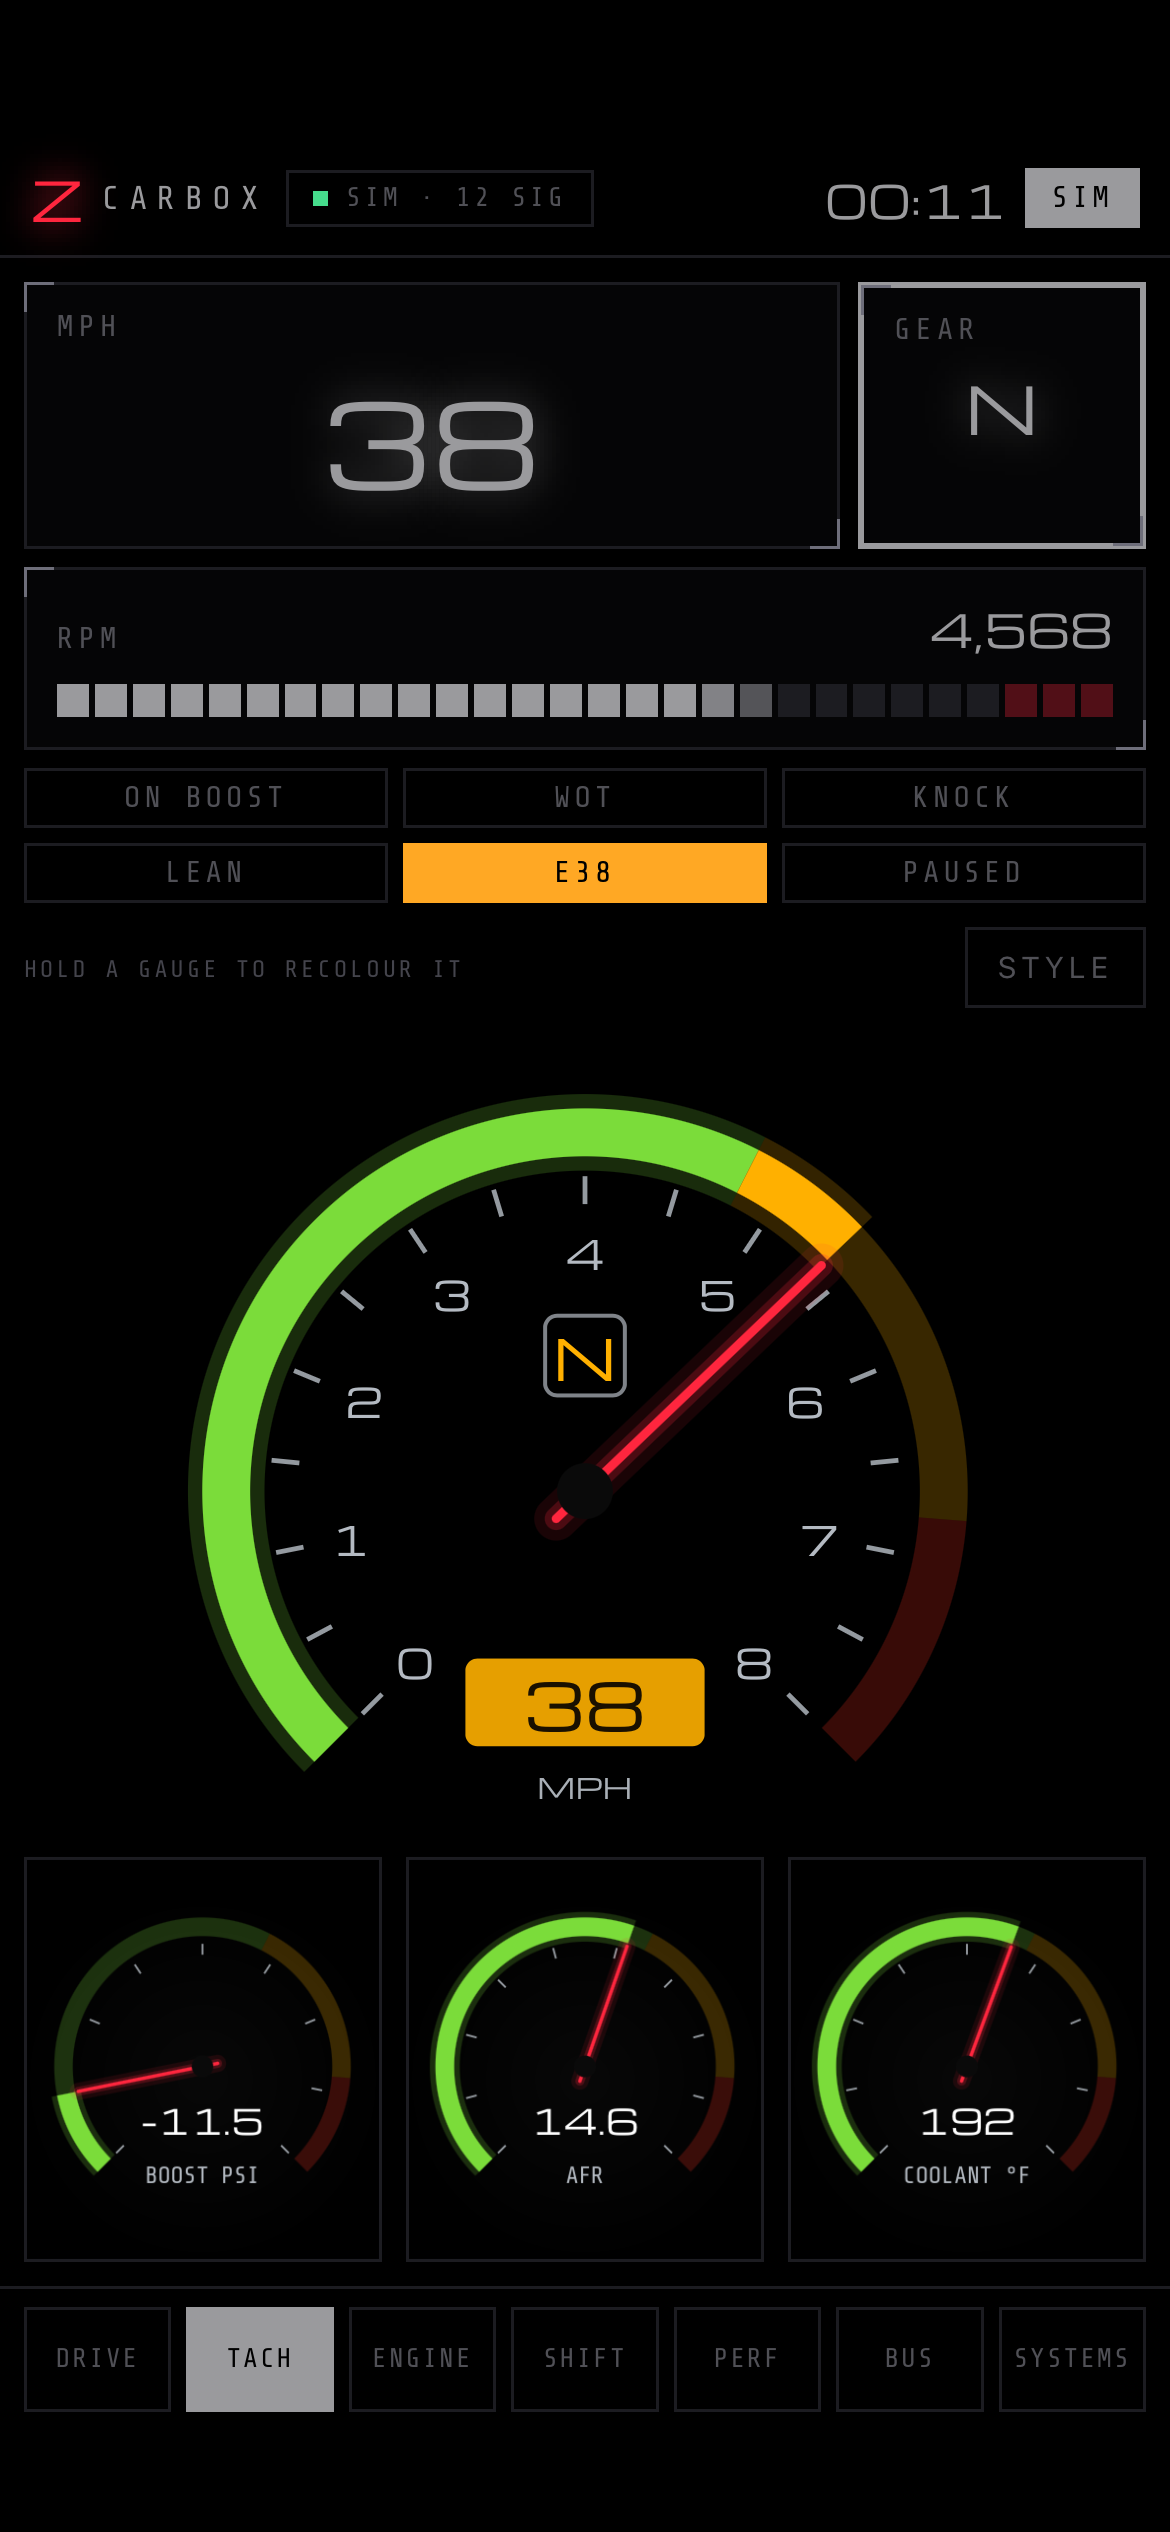 Z CARBOX SIM · 12 SIG 00:11 SIM
MPH
38
GEAR
N
RPM 4,568
ON BOOST WOT KNOCK
LEAN E38 PAUSED
HOLD A GAUGE TO RECOLOUR IT STYLE
4
3 5
N
2 6
1 7
0 8
38
MPH
-11.5 14.6 192
BOOST PSI AFR COOLANT °F
DRIVE TACH ENGINE SHIFT PERF BUS SYSTEMS